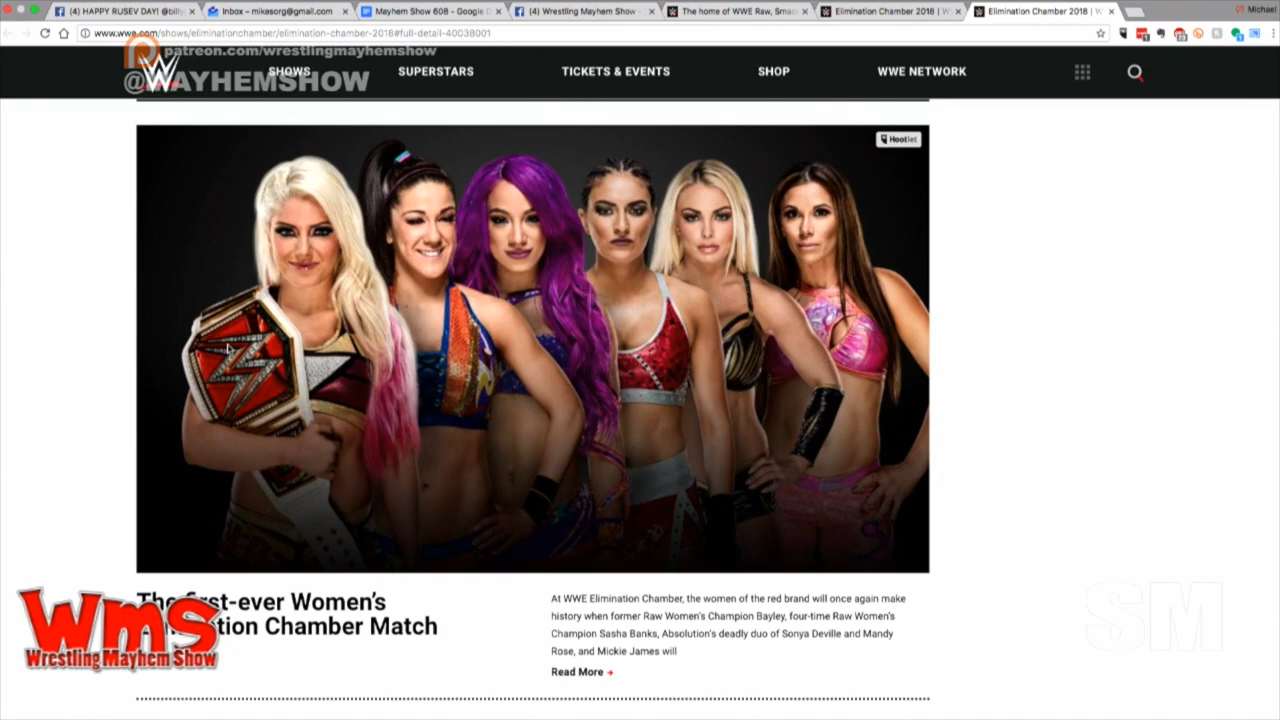 (4) HAPPY RUSEV DAY! @billy
Inbox - mikesorg@gmail.com
Mayhem Show 608 - Google D
(4) Wrestling Mayhem Show -
The home of WWE Raw, Smac
Elimination Chamber 2018 | W
Elimination Chamber 2018 | W
Michael
www.wwe.com/shows/eliminationchamber/elimination-chamber-2018#full-detail-40038001
patreon.com/wrestlingmayhemshow
@MAYHEMSHOW
SHOWS
SUPERSTARS
TICKETS & EVENTS
SHOP
WWE NETWORK
Hootlet
The first-ever Women's
Chamber Match
At WWE Elimination Chamber, the women of the red brand will once again make
history when former Raw Women's Champion Bayley, four-time Raw Women's
Champion Sasha Banks, Absolution's deadly duo of Sonya Deville and Mandy
Rose, and Mickie James will
Read More
wms
Wrestling Mayhem Show
SM